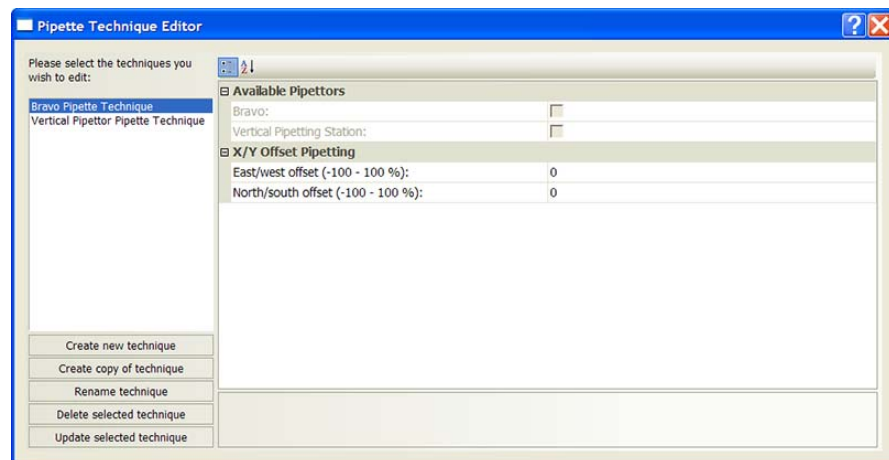 Pipette Technique Editor
Please select the techniques you
wish to edit:
Bravo Pipette Technique
Vertical Pipettor Pipette Technique
Create new technique
Create copy of technique
Rename technique
Delete selected technique
Update selected technique
Available Pipettors
Bravo:
Vertical Pipetting Station:
X/Y Offset Pipetting
East/west offset (-100 - 100 %): 0
North/south offset (-100 - 100 %): 0